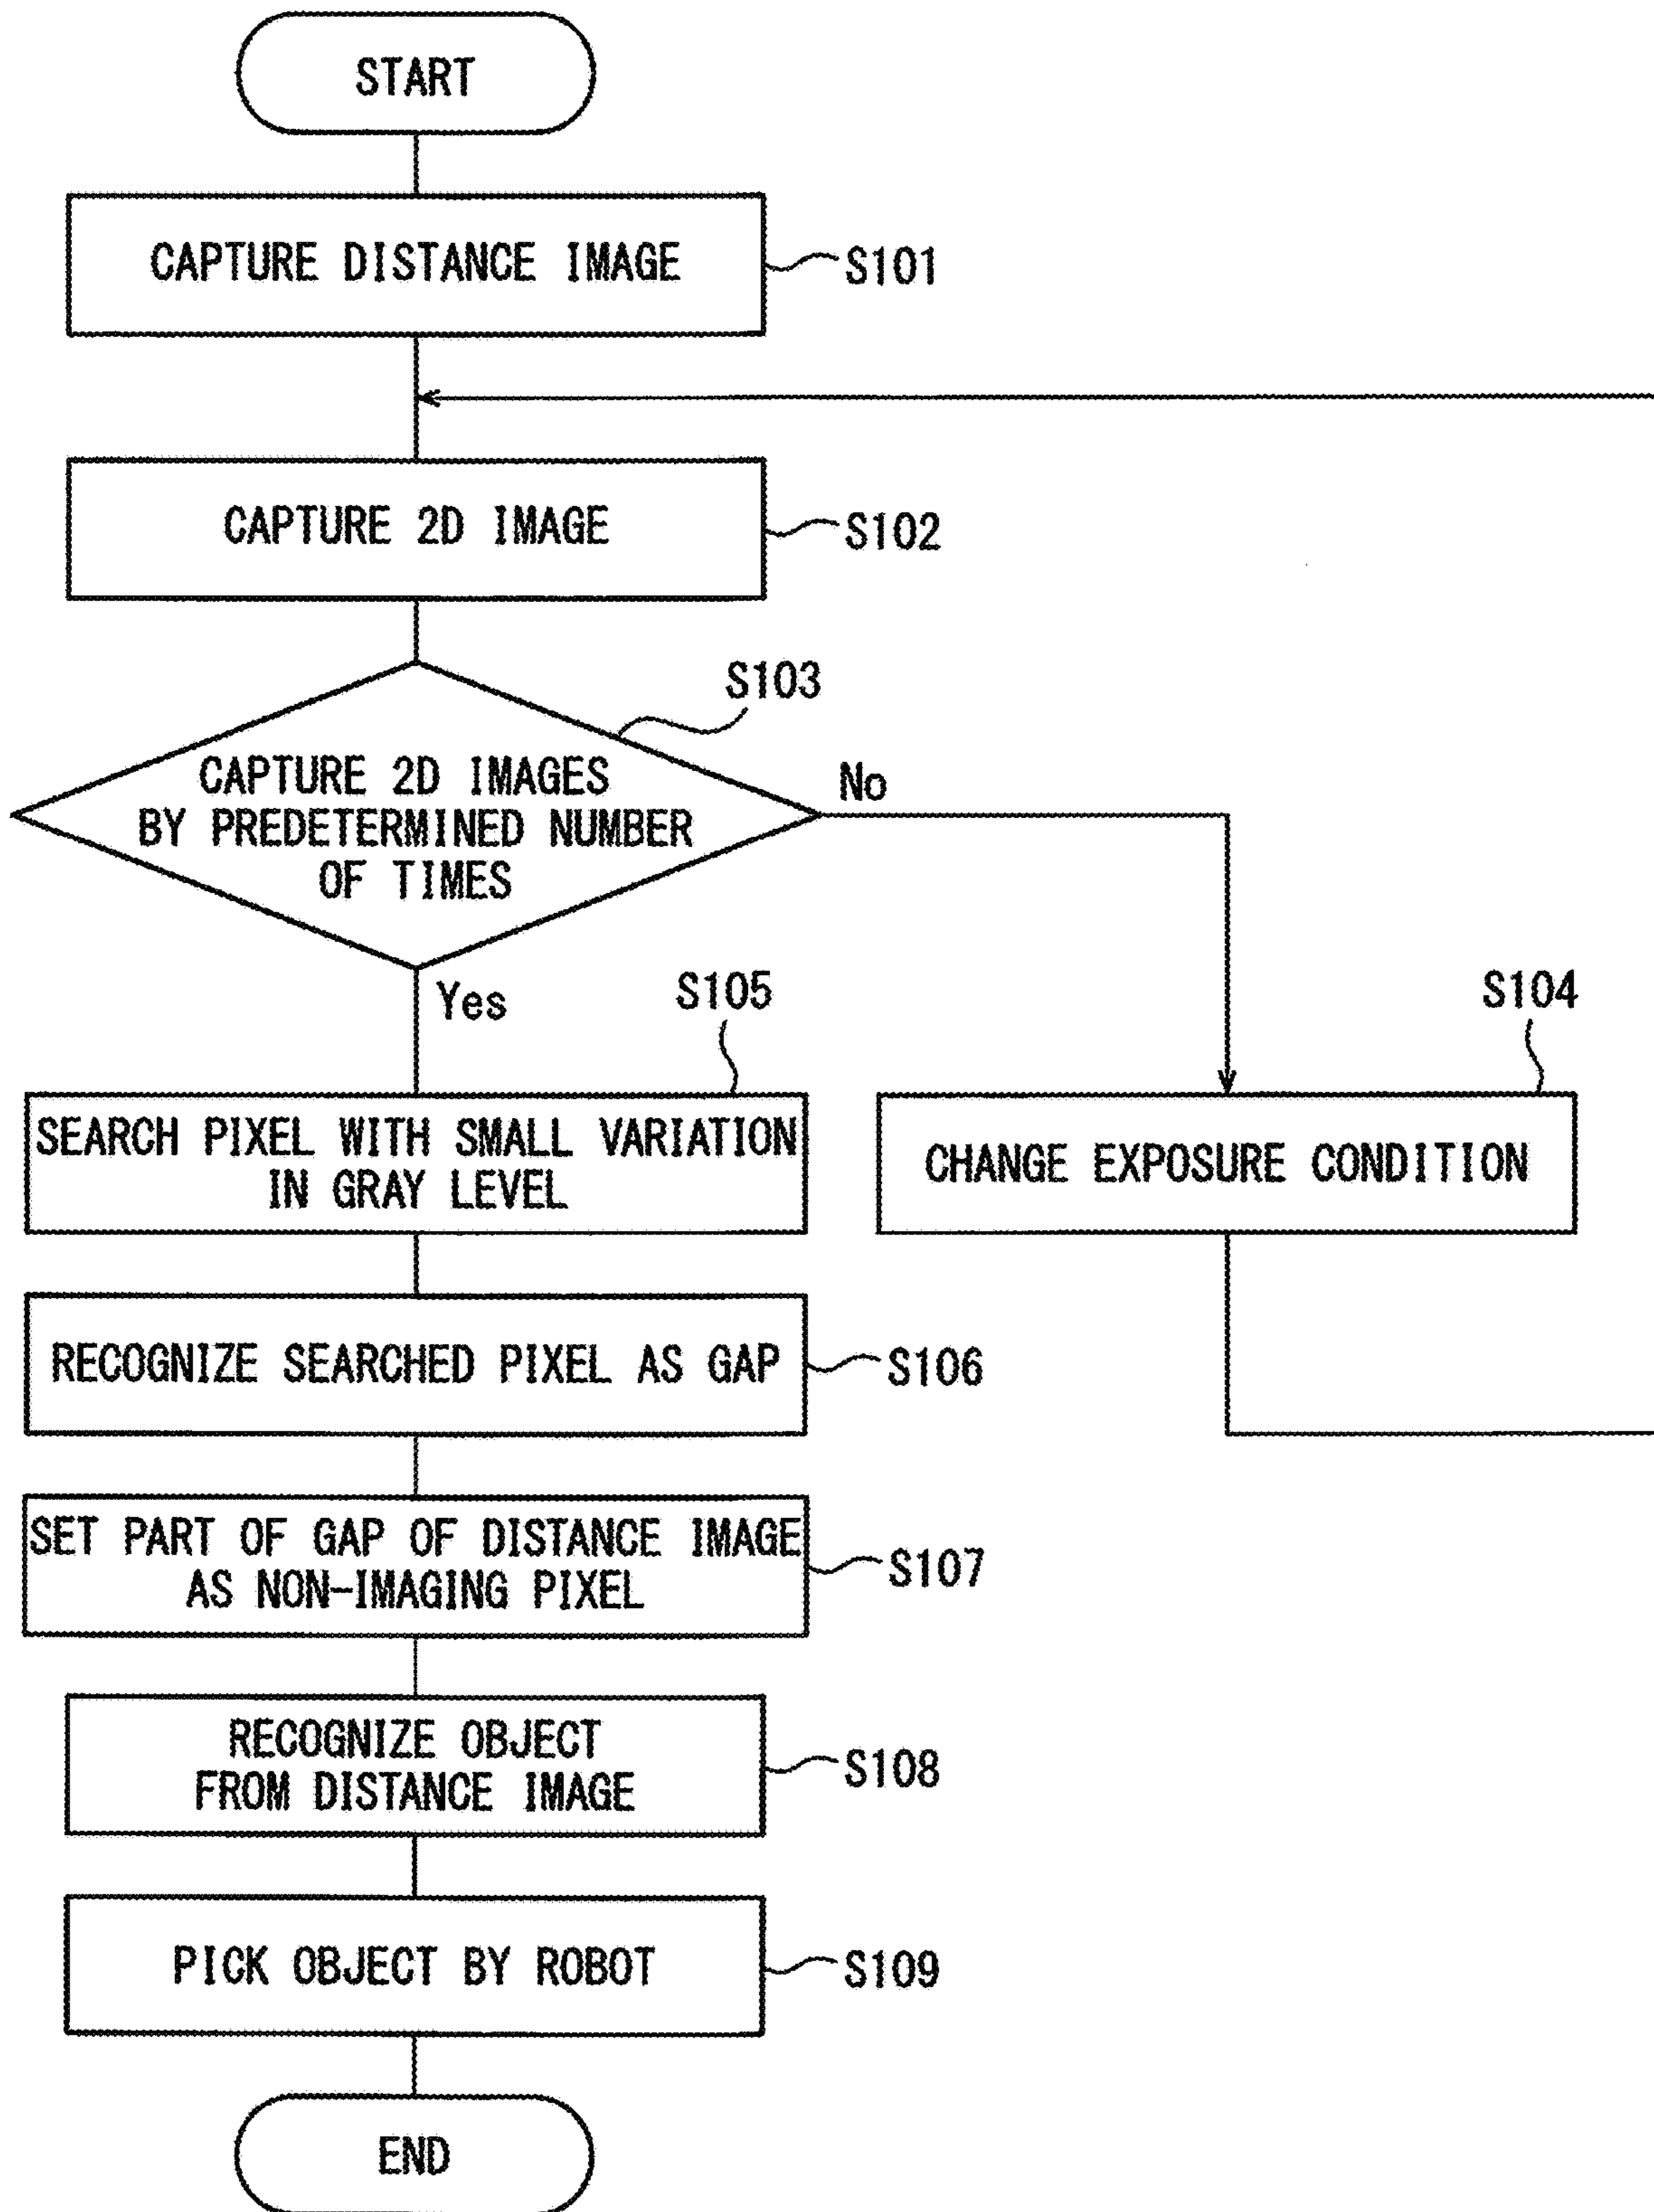 START
CAPTURE DISTANCE IMAGE
S101
CAPTURE 2D IMAGE
S102
S103
CAPTURE 2D IMAGES
BY PREDETERMINED NUMBER
OF TIMES
No
Yes
S105
S104
SEARCH PIXEL WITH SMALL VARIATION
IN GRAY LEVEL
CHANGE EXPOSURE CONDITION
RECOGNIZE SEARCHED PIXEL AS GAP
S106
SET PART OF GAP OF DISTANCE IMAGE
AS NON-IMAGING PIXEL
S107
RECOGNIZE OBJECT
FROM DISTANCE IMAGE
S108
PICK OBJECT BY ROBOT
S109
END